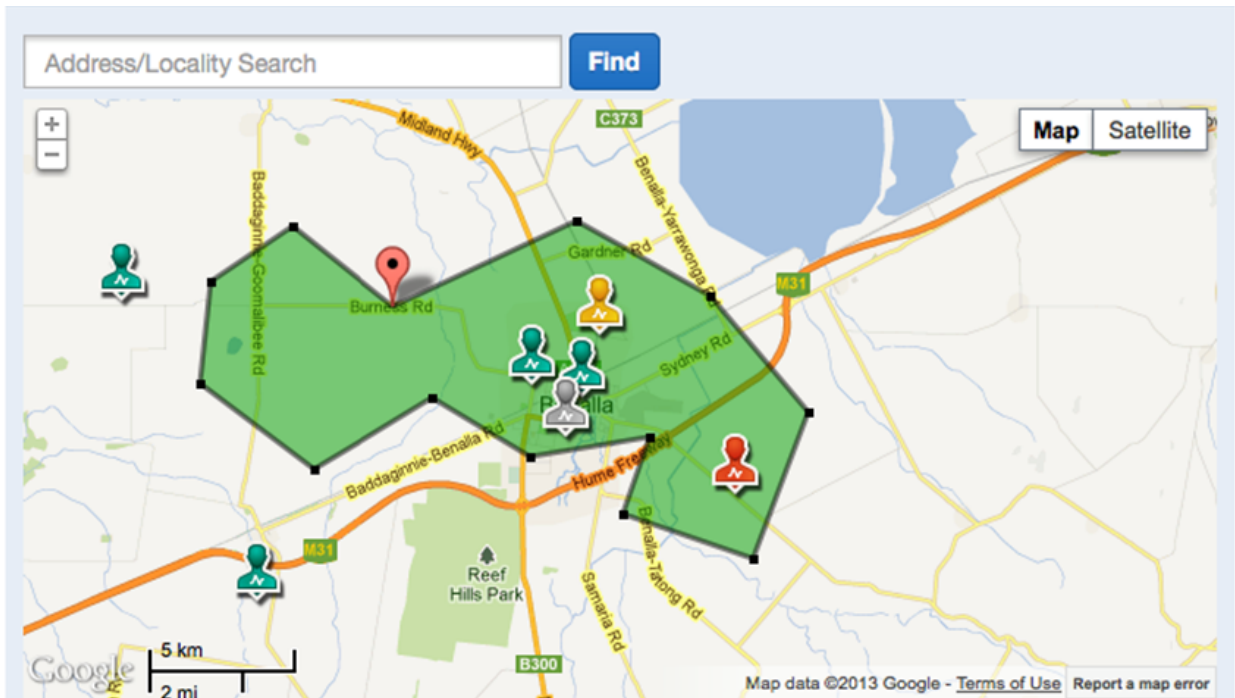 Address/Locality Search
Find
+
−
Midland Hwy
C373
Map
Satellite
Baddaginnie-Goomalibee Rd
Benalla-Yarrawonga Rd
Gardner Rd
M31
Burness Rd
Sydney Rd
Benalla
Baddaginnie-Benalla Rd
Hume Freeway
M31
Reef
Hills Park
Benalla-Tatong Rd
Samaria Rd
B300
Google
5 km
2 mi
Map data ©2013 Google - Terms of Use
Report a map error